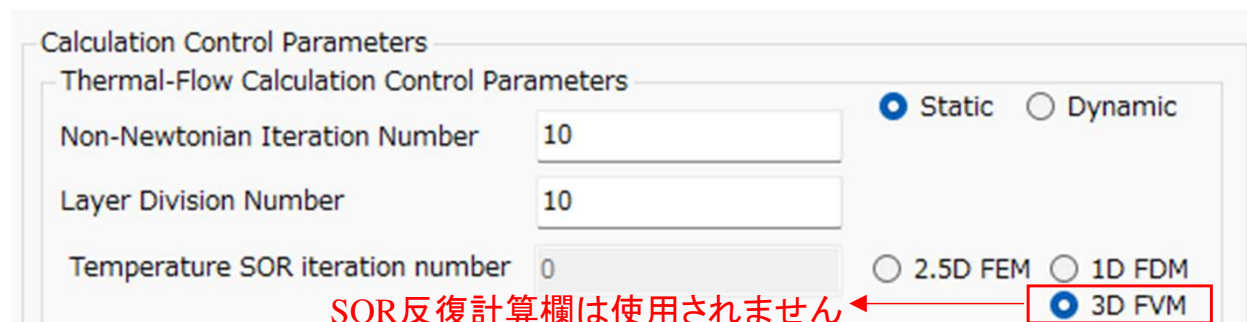 Calculation Control Parameters
Thermal-Flow Calculation Control Parameters
Static Dynamic
Non-Newtonian Iteration Number 10
Layer Division Number 10
Temperature SOR iteration number 0 2.5D FEM 1D FDM
3D FVM
SOR反復計算欄は使用されません